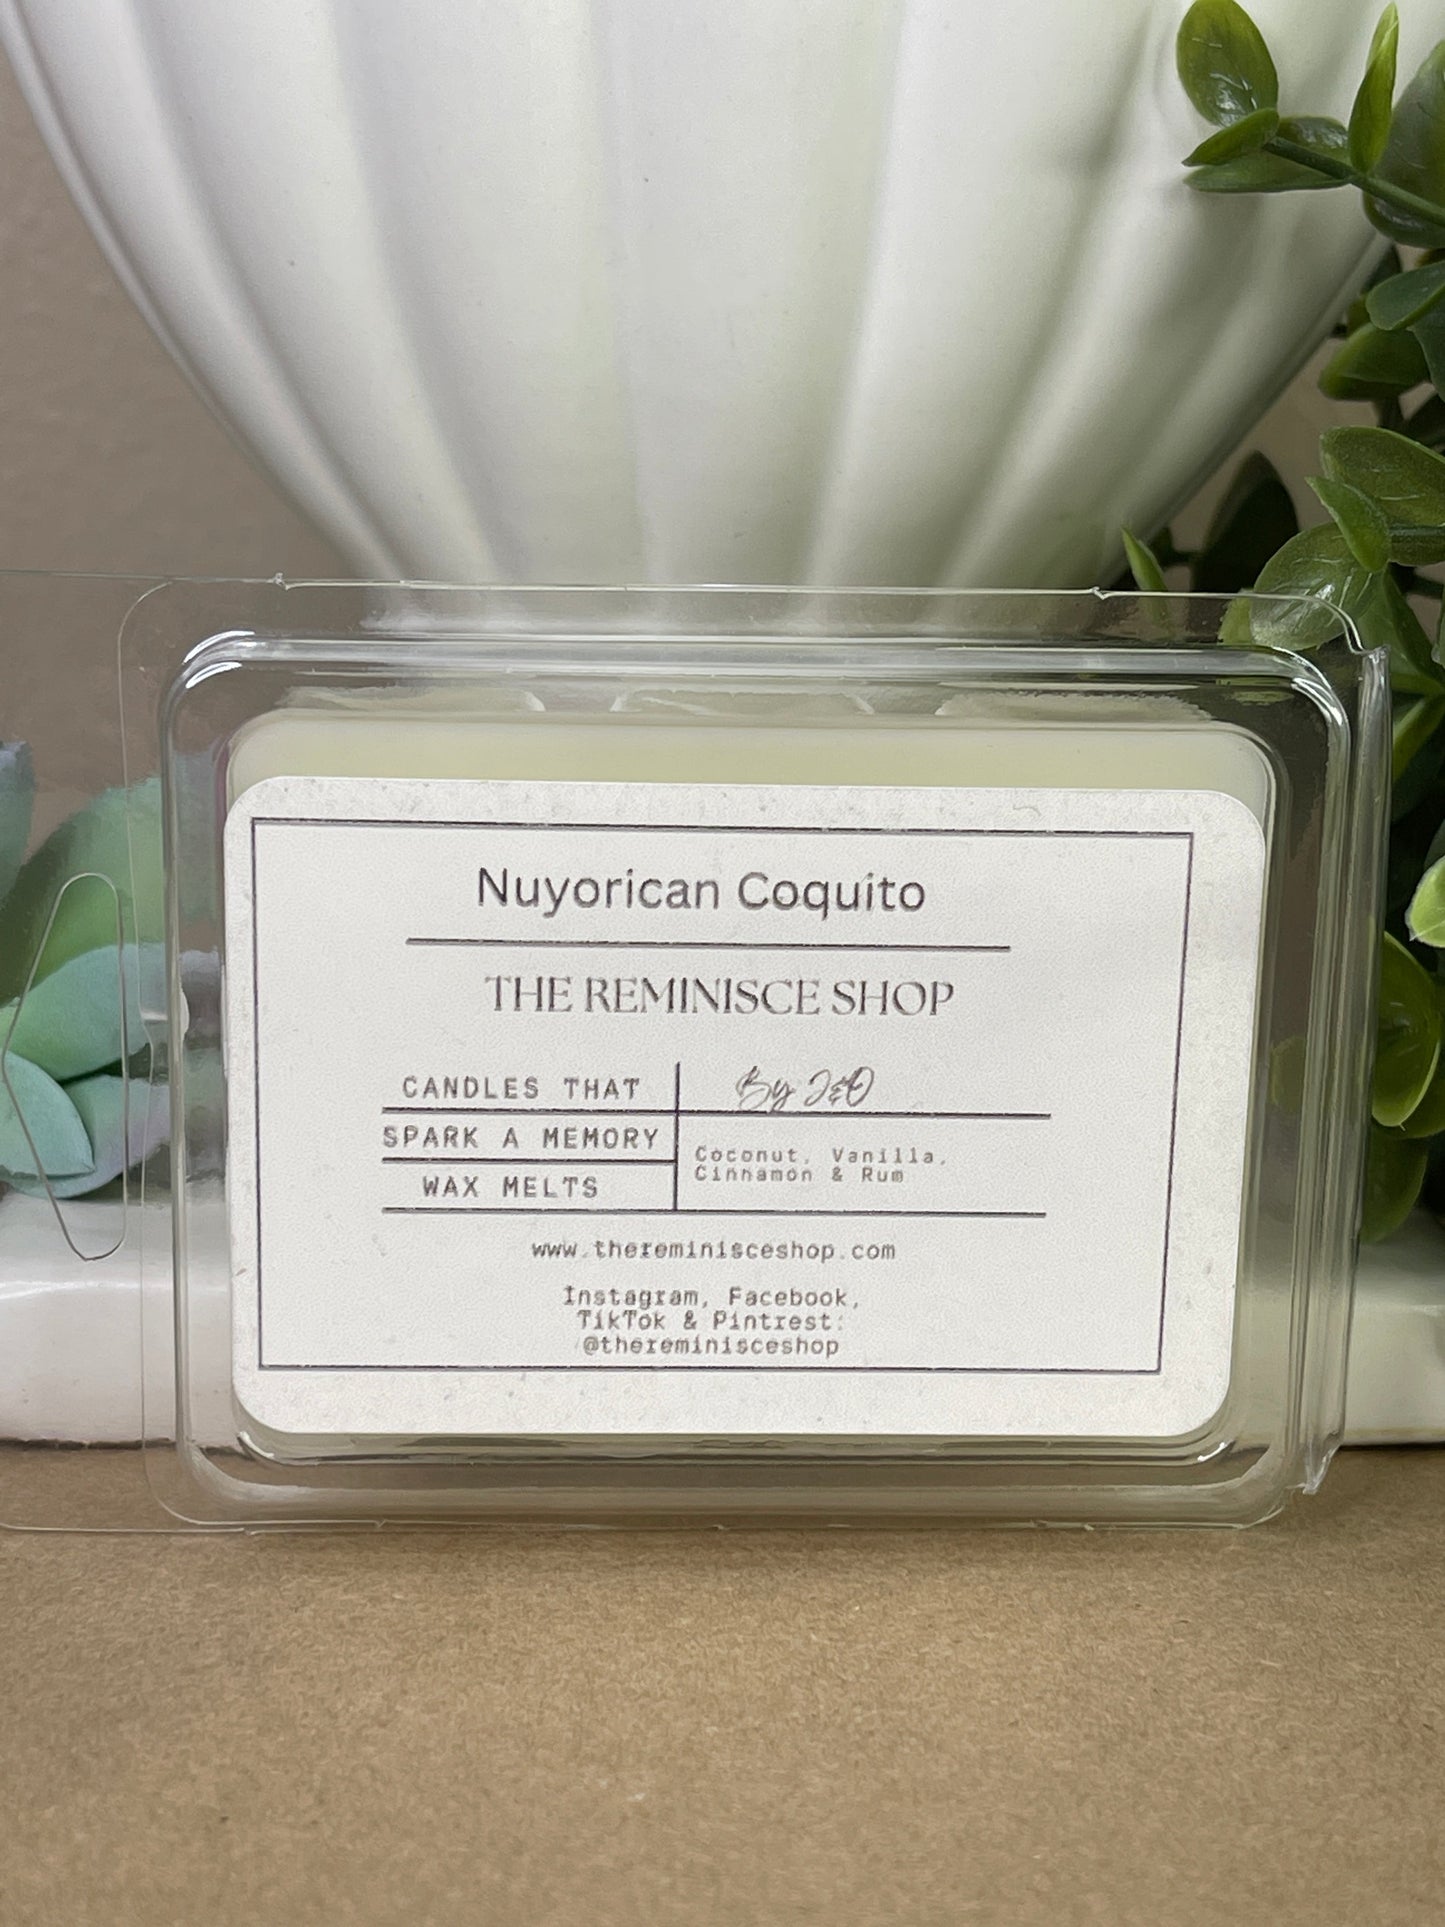 Nuyorican Coquito
THE REMINISCE SHOP
CANDLES THAT
SPARK A MEMORY
WAX MELTS
By J&O
Coconut, Vanilla,
Cinnamon & Rum
www.thereminisceshop.com
Instagram, Facebook,
TikTok & Pintrest:
@thereminisceshop